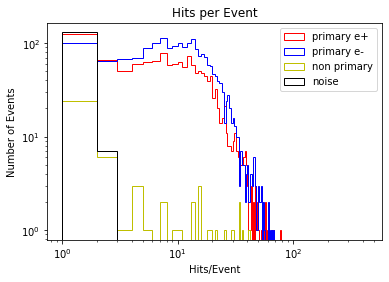 Hits per Event
primary e+
primary e-
non primary
noise
Number of Events
10²
10¹
10⁰
10⁰
10¹
10²
Hits/Event